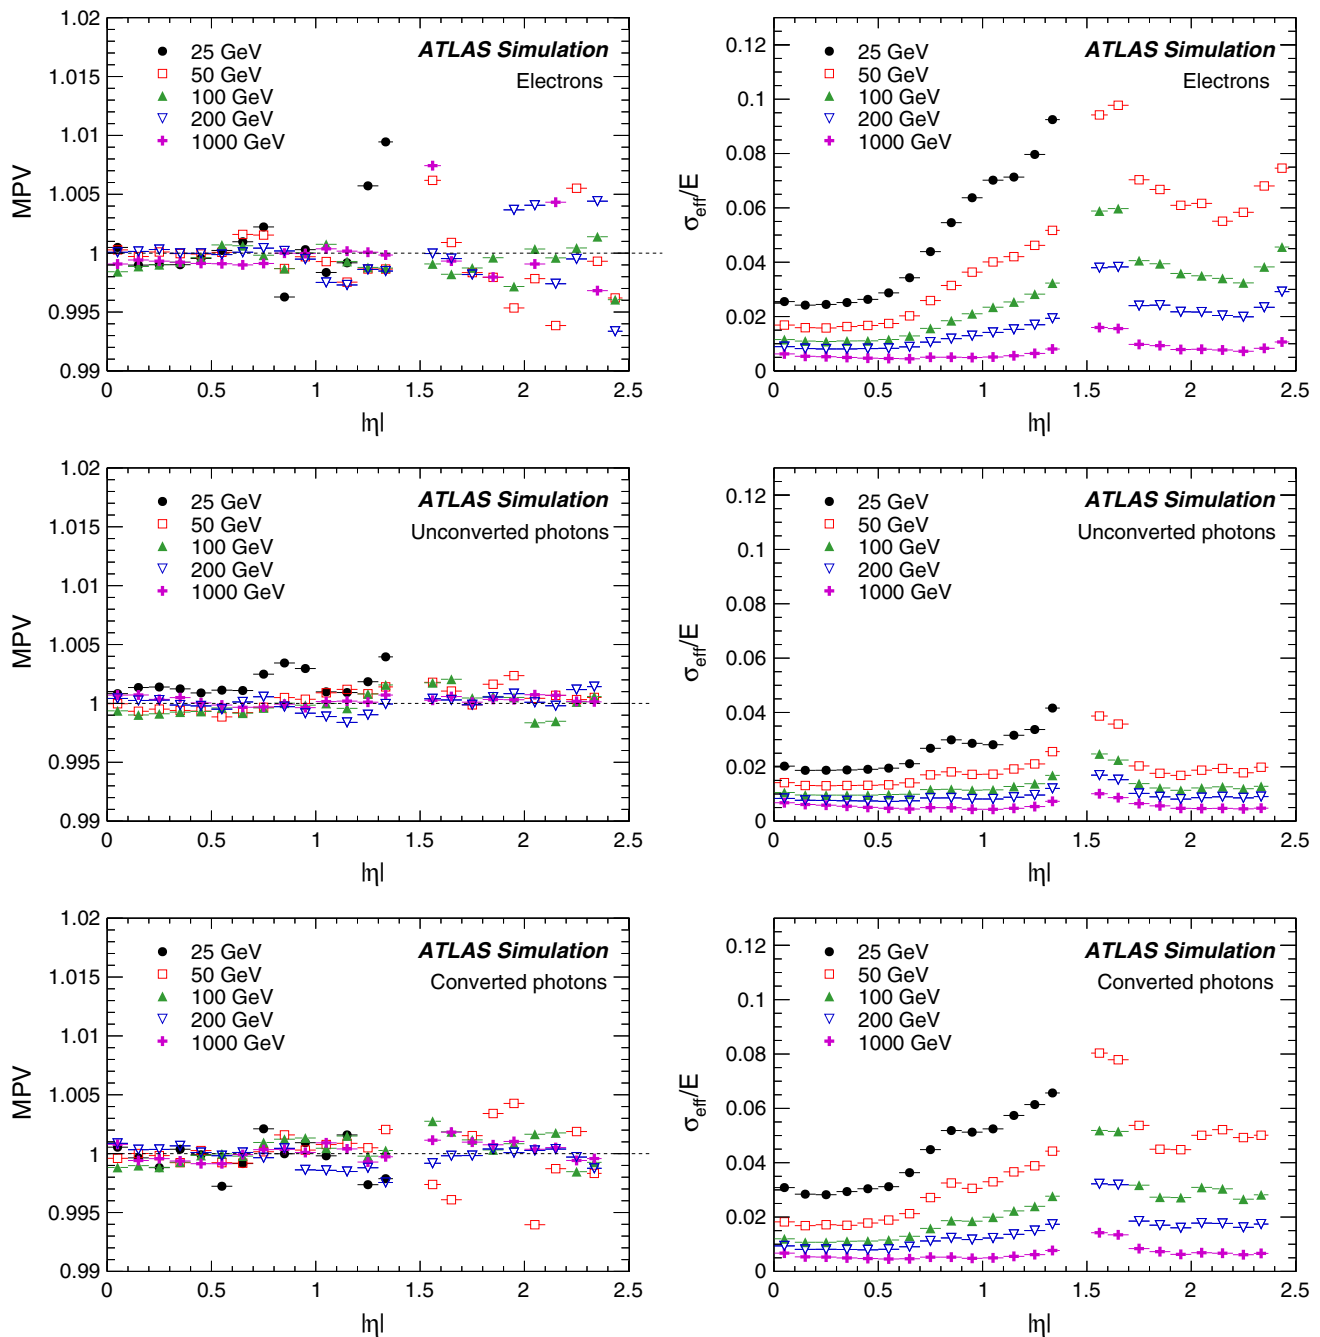 MPV
1.02
1.015
1.01
1.005
1
0.995
0.99
25 GeV
50 GeV
100 GeV
200 GeV
1000 GeV
ATLAS Simulation
Electrons
0 0.5 1 1.5 2 2.5
|η|
σeff/E
0.12
0.1
0.08
0.06
0.04
0.02
0
25 GeV
50 GeV
100 GeV
200 GeV
1000 GeV
ATLAS Simulation
Electrons
0 0.5 1 1.5 2 2.5
|η|
MPV
1.02
1.015
1.01
1.005
1
0.995
0.99
25 GeV
50 GeV
100 GeV
200 GeV
1000 GeV
ATLAS Simulation
Unconverted photons
0 0.5 1 1.5 2 2.5
|η|
σeff/E
0.12
0.1
0.08
0.06
0.04
0.02
0
25 GeV
50 GeV
100 GeV
200 GeV
1000 GeV
ATLAS Simulation
Unconverted photons
0 0.5 1 1.5 2 2.5
|η|
MPV
1.02
1.015
1.01
1.005
1
0.995
0.99
25 GeV
50 GeV
100 GeV
200 GeV
1000 GeV
ATLAS Simulation
Converted photons
0 0.5 1 1.5 2 2.5
|η|
σeff/E
0.12
0.1
0.08
0.06
0.04
0.02
0
25 GeV
50 GeV
100 GeV
200 GeV
1000 GeV
ATLAS Simulation
Converted photons
0 0.5 1 1.5 2 2.5
|η|